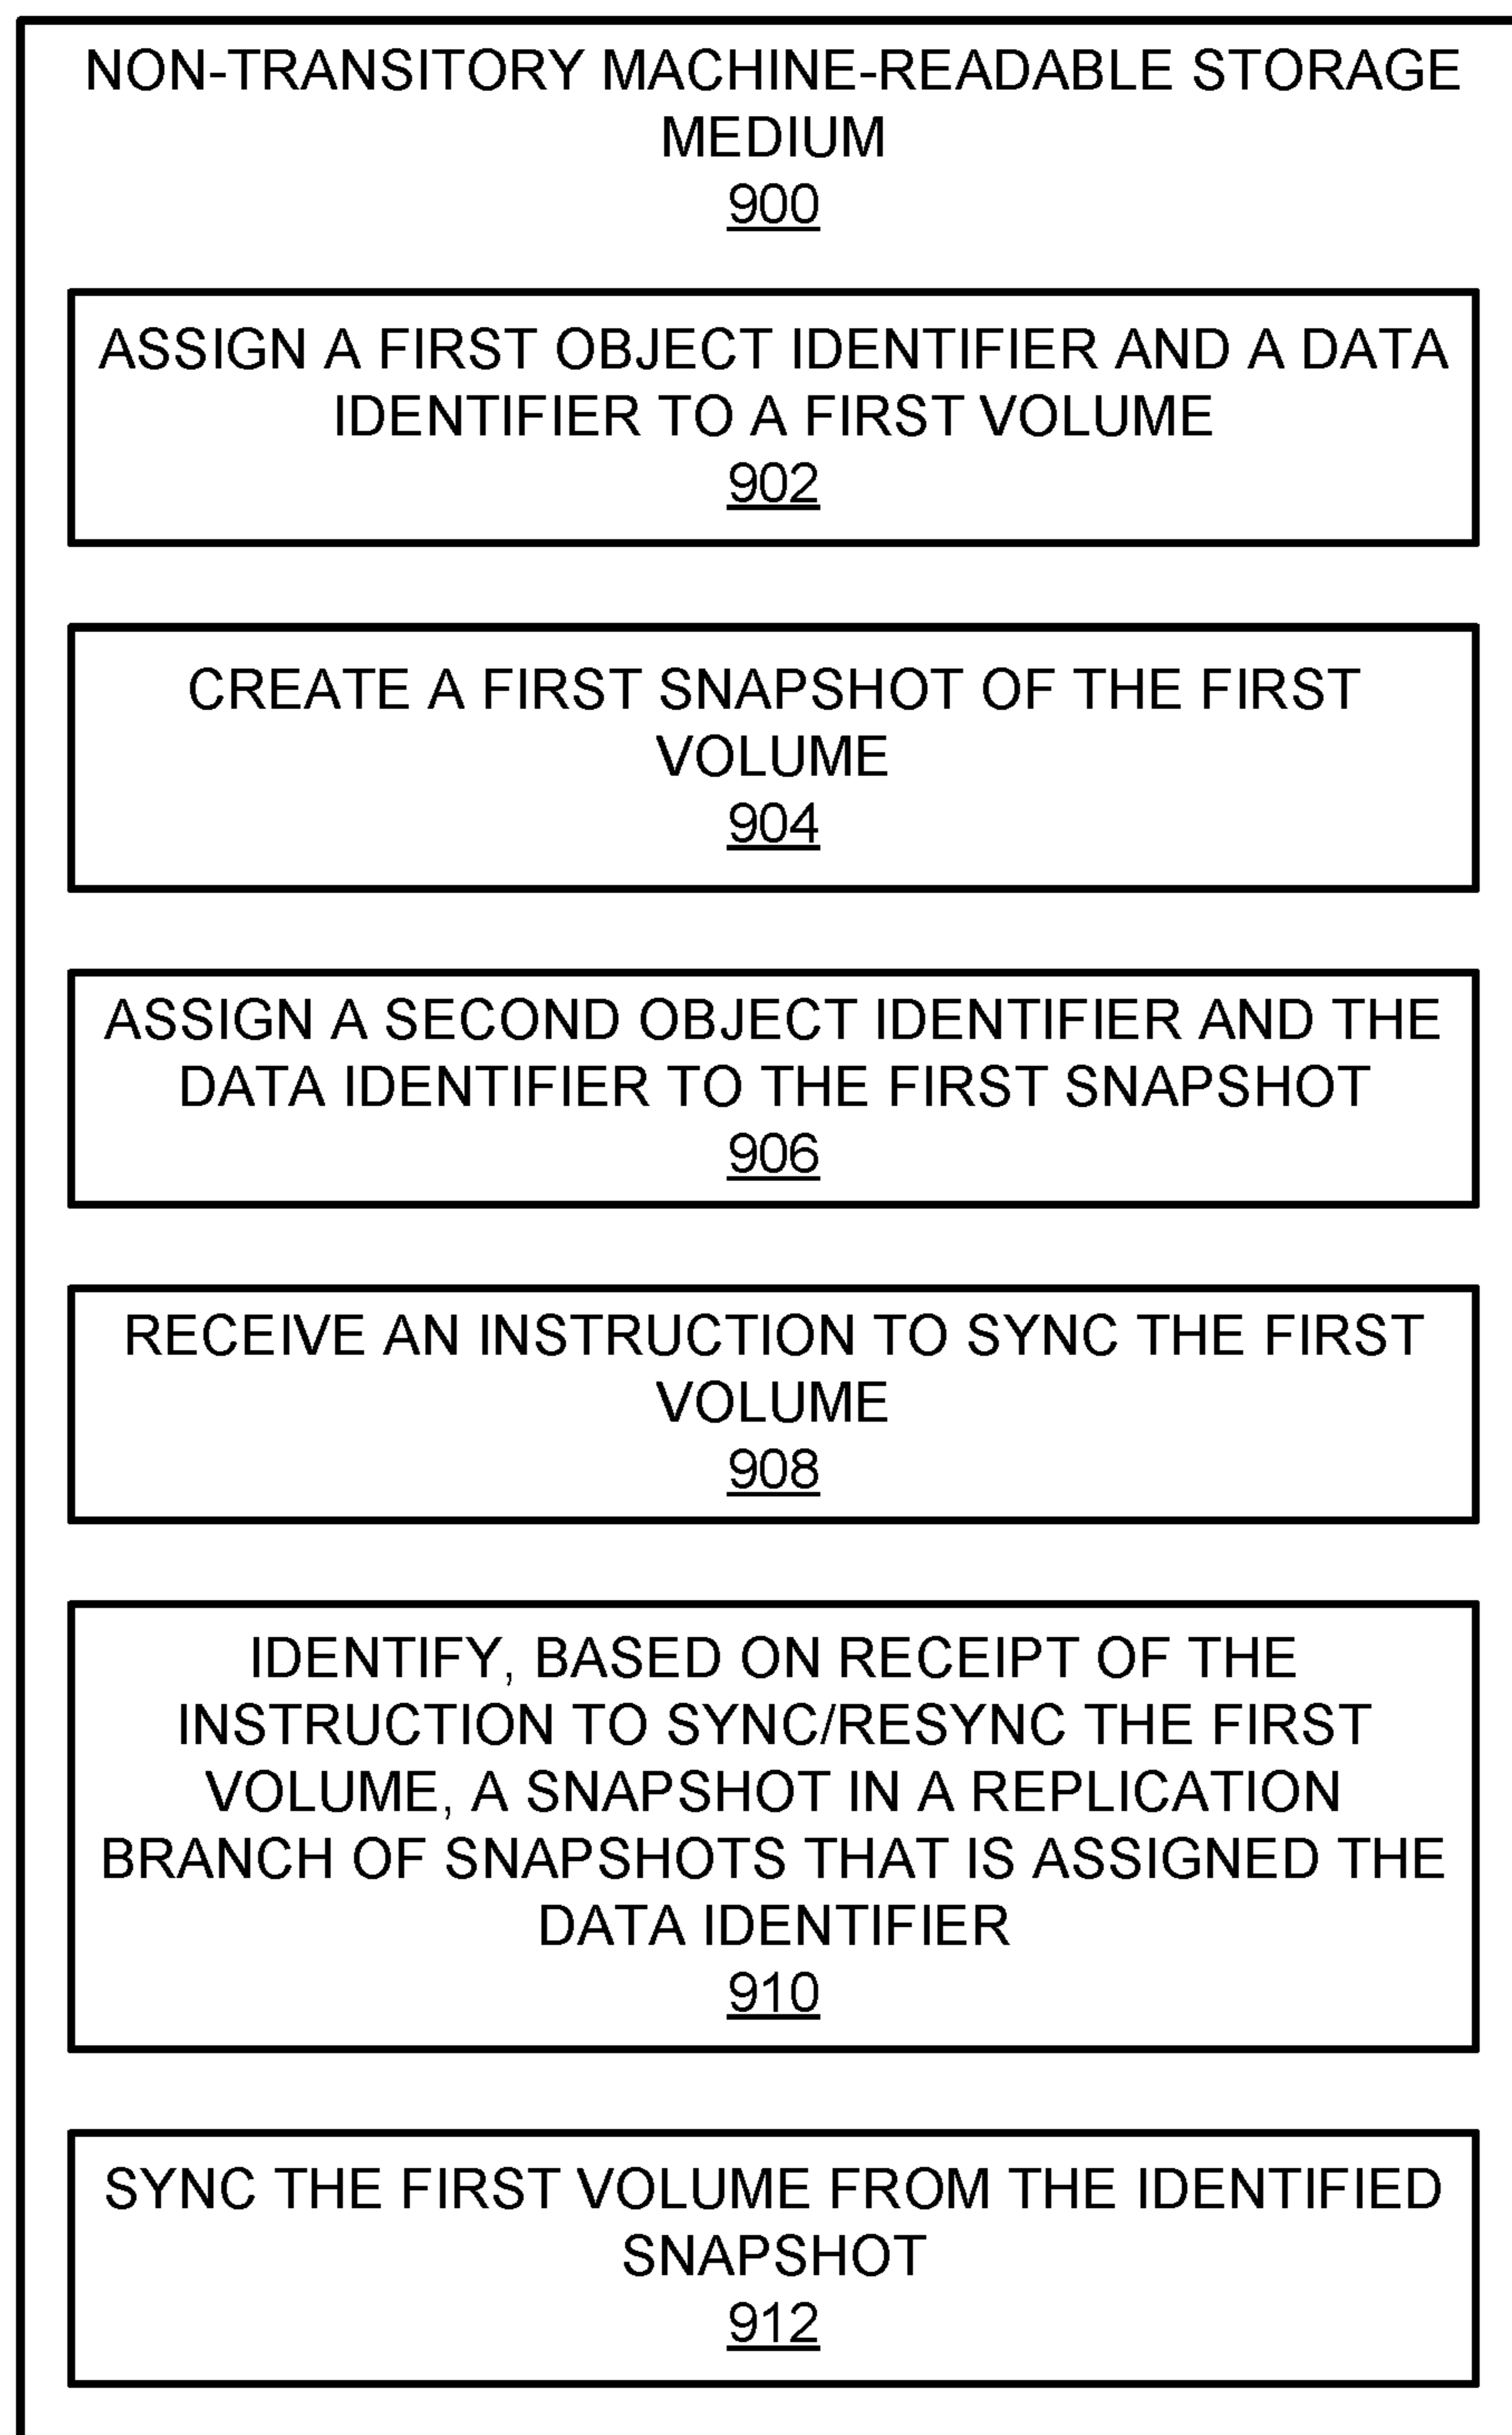 NON-TRANSITORY MACHINE-READABLE STORAGE
MEDIUM
900
ASSIGN A FIRST OBJECT IDENTIFIER AND A DATA
IDENTIFIER TO A FIRST VOLUME
902
CREATE A FIRST SNAPSHOT OF THE FIRST
VOLUME
904
ASSIGN A SECOND OBJECT IDENTIFIER AND THE
DATA IDENTIFIER TO THE FIRST SNAPSHOT
906
RECEIVE AN INSTRUCTION TO SYNC THE FIRST
VOLUME
908
IDENTIFY, BASED ON RECEIPT OF THE
INSTRUCTION TO SYNC/RESYNC THE FIRST
VOLUME, A SNAPSHOT IN A REPLICATION
BRANCH OF SNAPSHOTS THAT IS ASSIGNED THE
DATA IDENTIFIER
910
SYNC THE FIRST VOLUME FROM THE IDENTIFIED
SNAPSHOT
912